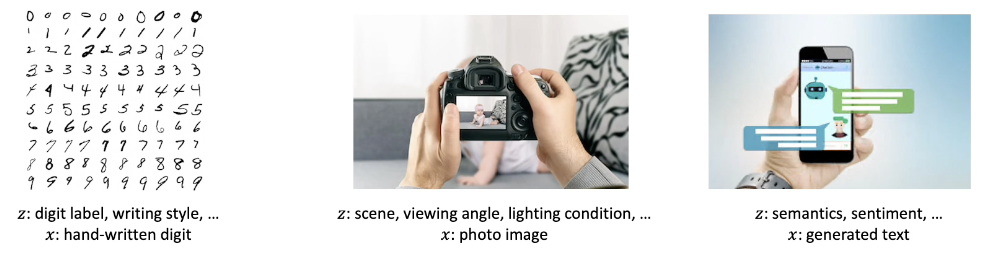 0 0 0 0 0 0 0 0 0 0
1 1 1 1 1 1 1 1 1 1
2 2 2 2 2 2 2 2 2 2
3 3 3 3 3 3 3 3 3 3
4 4 4 4 4 4 4 4 4 4
5 5 5 5 5 5 5 5 5 5
6 6 6 6 6 6 6 6 6 6
7 7 7 7 7 7 7 7 7 7
8 8 8 8 8 8 8 8 8 8
9 9 9 9 9 9 9 9 9 9
z: digit label, writing style, ...
x: hand-written digit
z: scene, viewing angle, lighting condition, ...
x: photo image
z: semantics, sentiment, ...
x: generated text